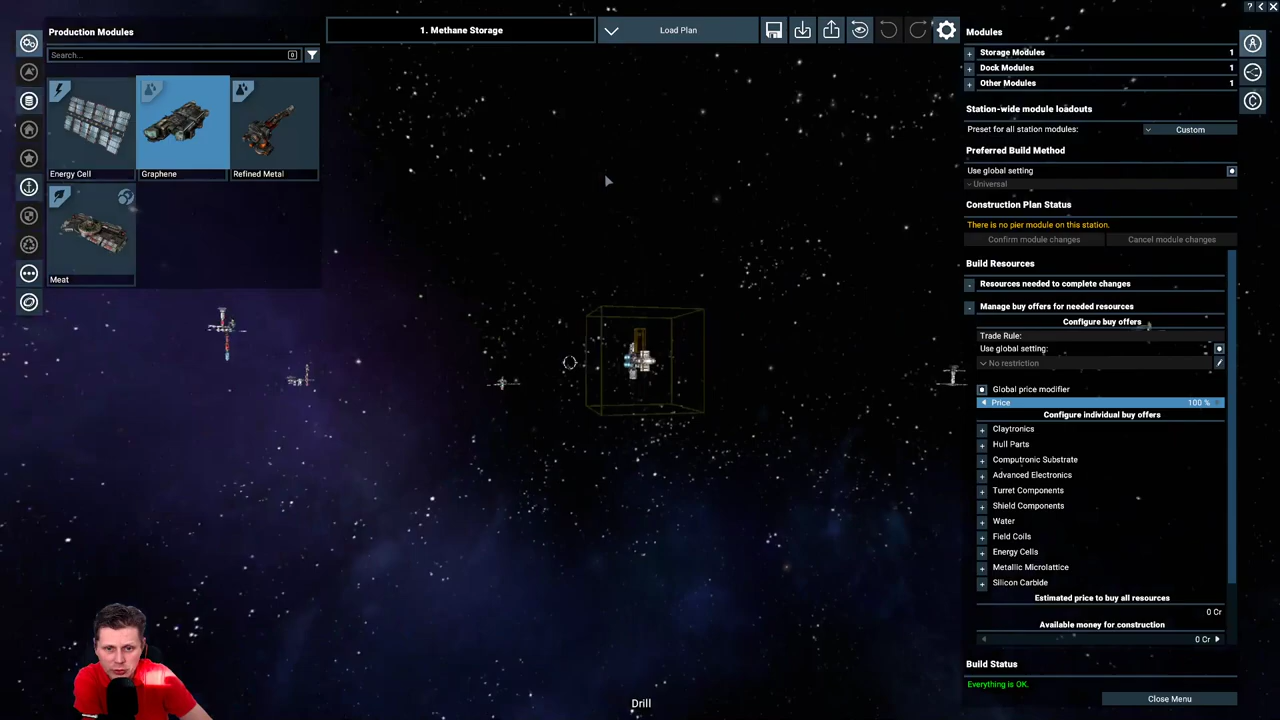 Production Modules
Search...
0
Energy Cell
Graphene
Refined Metal
Meat
1. Methane Storage
Load Plan
Modules
Storage Modules 1
Dock Modules 1
Other Modules 1
Station-wide module loadouts
Preset for all station modules: Custom
Preferred Build Method
Use global setting
Universal
Construction Plan Status
There is no pier module on this station.
Confirm module changes Cancel module changes
Build Resources
- Resources needed to complete changes
- Manage buy offers for needed resources
Configure buy offers
Trade Rule:
Use global setting:
No restriction
Global price modifier
Price 100 %
Configure individual buy offers
+ Claytronics
+ Hull Parts
+ Computronic Substrate
+ Advanced Electronics
+ Turret Components
+ Shield Components
+ Water
+ Field Coils
+ Energy Cells
+ Metallic Microlattice
+ Silicon Carbide
Estimated price to buy all resources
0 Cr
Available money for construction
0 Cr
Build Status
Everything is OK.
Close Menu
Drill